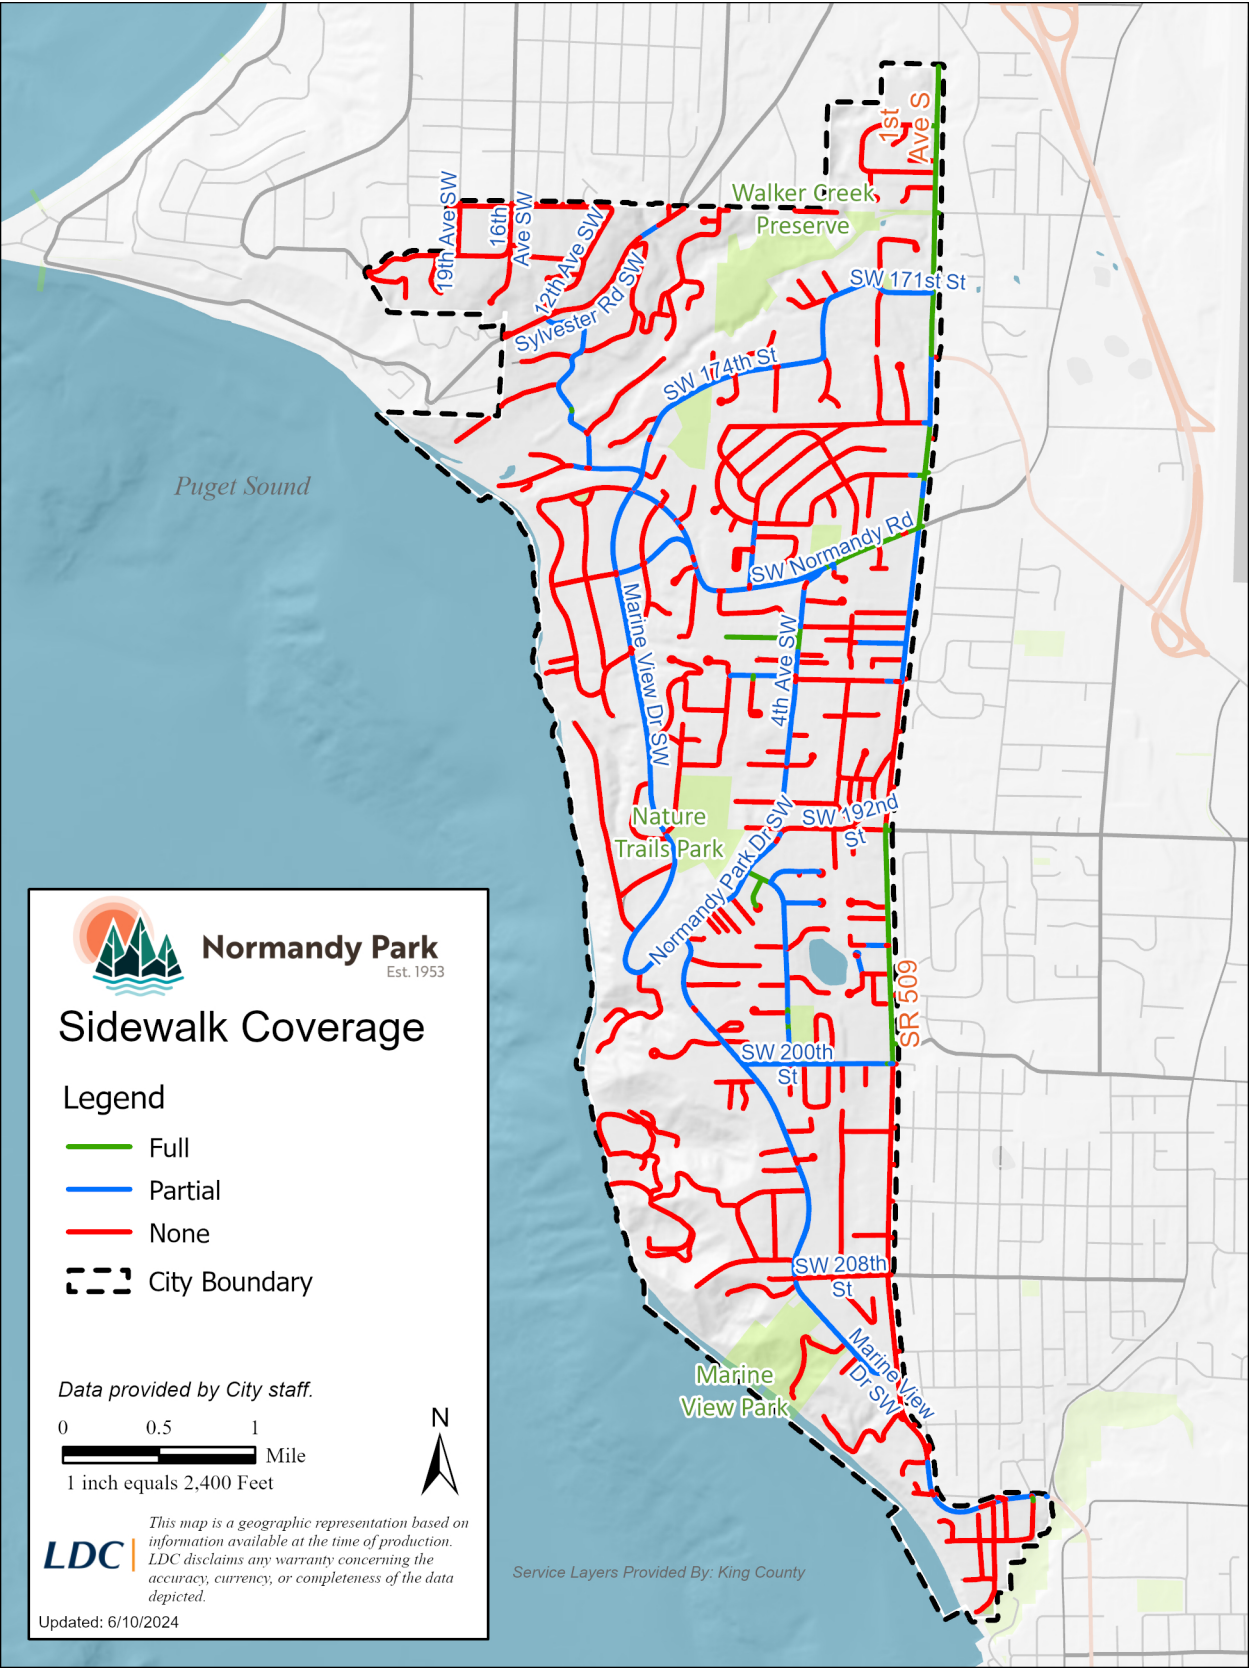 1st
Ave S
Walker Creek
Preserve
19th Ave SW
16th
Ave SW
12th Ave SW
Sylvester Rd SW
SW 171st St
SW 174th St
Puget Sound
SW Normandy Rd
Marine View Dr SW
4th Ave SW
Nature
Trails Park
SW 192nd
St
Normandy Park Dr SW
SR 509
SW 200th
St
SW 208th
St
Marine View
Dr SW
Marine
View Park
Normandy Park
Est. 1953
Sidewalk Coverage
Legend
Full
Partial
None
City Boundary
Data provided by City staff.
0 0.5 1
Mile
1 inch equals 2,400 Feet
N
LDC
This map is a geographic representation based on
information available at the time of production.
LDC disclaims any warranty concerning the
accuracy, currency, or completeness of the data
depicted.
Updated: 6/10/2024
Service Layers Provided By: King County